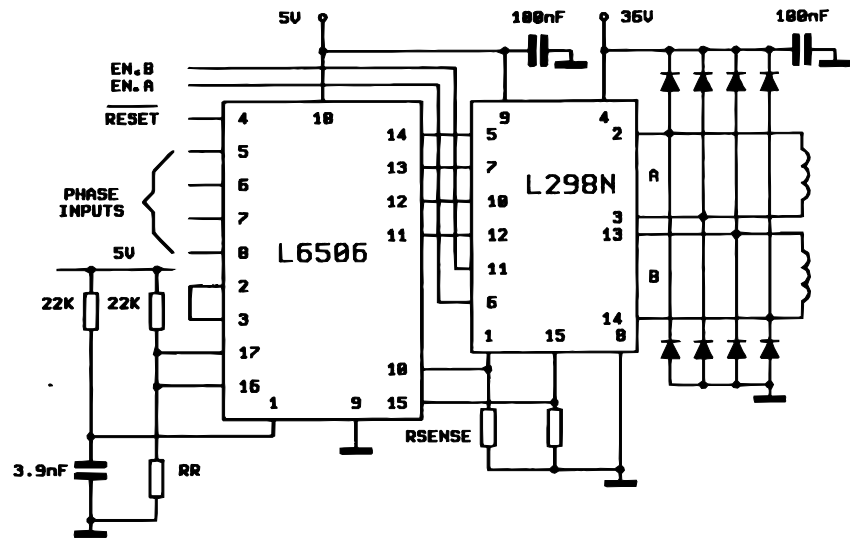 5V
100nF
36V
100nF
EN.B
EN.A
RESET
4
18
9
4
5
14
5
2
13
7
6
PHASE
INPUTS
L298N
A
12
10
7
3
11
12
13
8
L6506
5V
2
11
B
22K
22K
3
6
14
17
1
15
8
10
16
1
9
15
RSENSE
3.9nF
RR